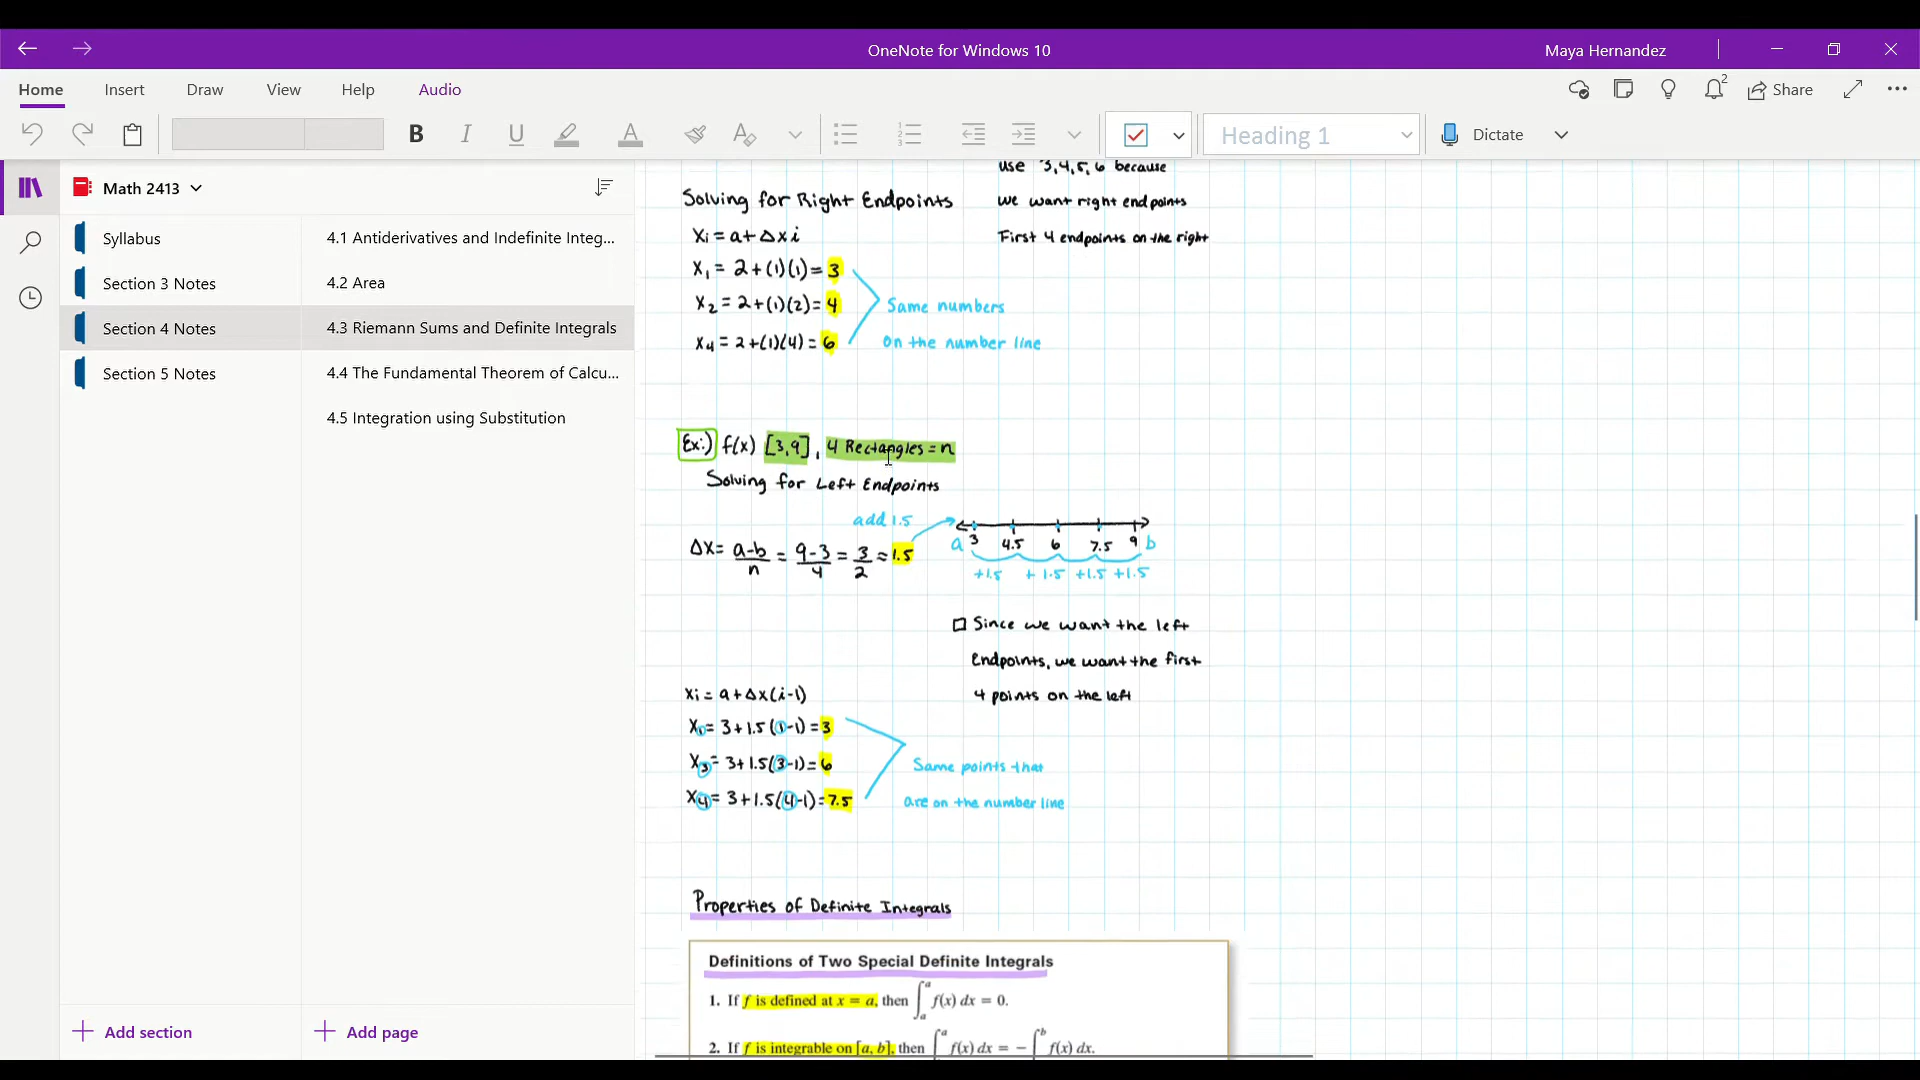 OneNote for Windows 10
Maya Hernandez
Home
Insert
Draw
View
Help
Audio
2
Share
B
I
U
A
Heading 1
Dictate
Math 2413
Syllabus
Section 3 Notes
Section 4 Notes
Section 5 Notes
4.1 Antiderivatives and Indefinite Integ...
4.2 Area
4.3 Riemann Sums and Definite Integrals
4.4 The Fundamental Theorem of Calcu...
4.5 Integration using Substitution
Add section
Add page
use 3,4,5,6 because
we want right endpoints
First 4 endpoints on the right
Solving for Right Endpoints
Xi = a + Δxi
X₁ = 2 + (1)(1) = 3
X₂ = 2 + (1)(2) = 4
X₄ = 2 + (1)(4) = 6
Same numbers
on the number line
Ex:) f(x) [3,9], 4 Rectangles = n
Solving for Left Endpoints
add 1.5
Δx = a-b/n = 9-3/4 = 3/2 = 1.5
a 3 4.5 6 7.5 9 b
+1.5 +1.5 +1.5 +1.5
Since we want the left
Endpoints, we want the first
4 points on the left
Xi = a + Δx(i-1)
X₁ = 3 + 1.5(1-1) = 3
X₃ = 3 + 1.5(3-1) = 6
X₄ = 3 + 1.5(4-1) = 7.5
Same points that
are on the number line
Properties of Definite Integrals
Definitions of Two Special Definite Integrals
1. If f is defined at x = a, then ∫ₐᵃ f(x) dx = 0.
2. If f is integrable on [a, b], then ∫ᵃ f(x) dx = − ∫ᵇ f(x) dx.